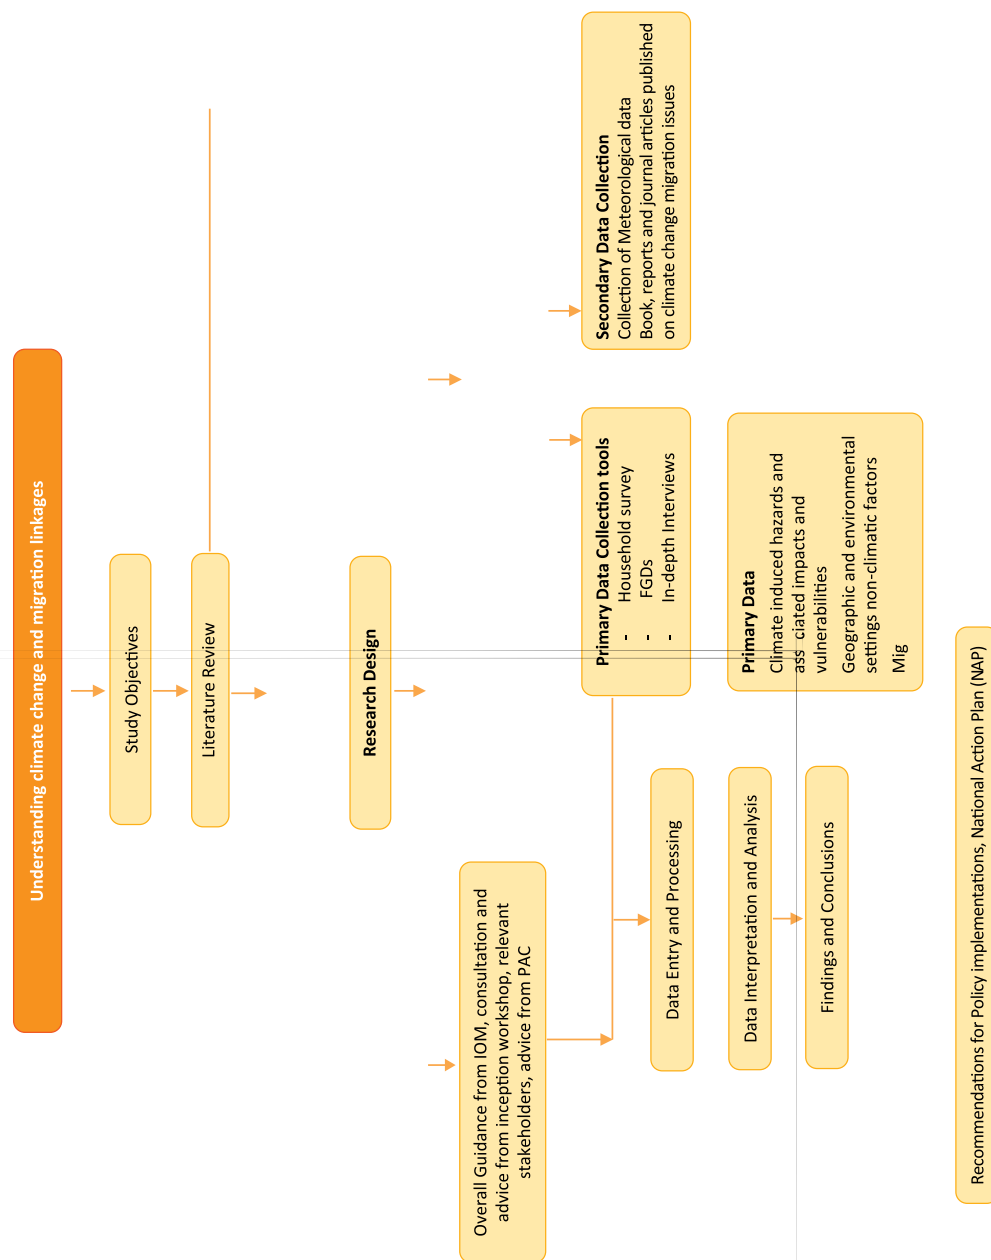 Understanding climate change and migration linkages
Study Objectives
Literature Review
Research Design
Overall Guidance from IOM, consultation and
advice from inception workshop, relevant
stakeholders, advice from PAC
Primary Data Collection tools
- Household survey
- FGDs
- In-depth Interviews
Secondary Data Collection
Collection of Meteorological data
Book, reports and journal articles published
on climate change migration issues
Data Entry and Processing
Primary Data
Climate induced hazards and
ass ciated impacts and
vulnerabilities
Geographic and environmental
settings non-climatic factors
Mig
Data Interpretation and Analysis
Findings and Conclusions
Recommendations for Policy implementations, National Action Plan (NAP)